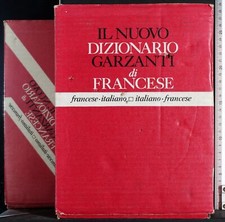 IL NUOVO
DIZIONARIO
GARZANTI
di
FRANCESE
francese•italiano italiano•francese